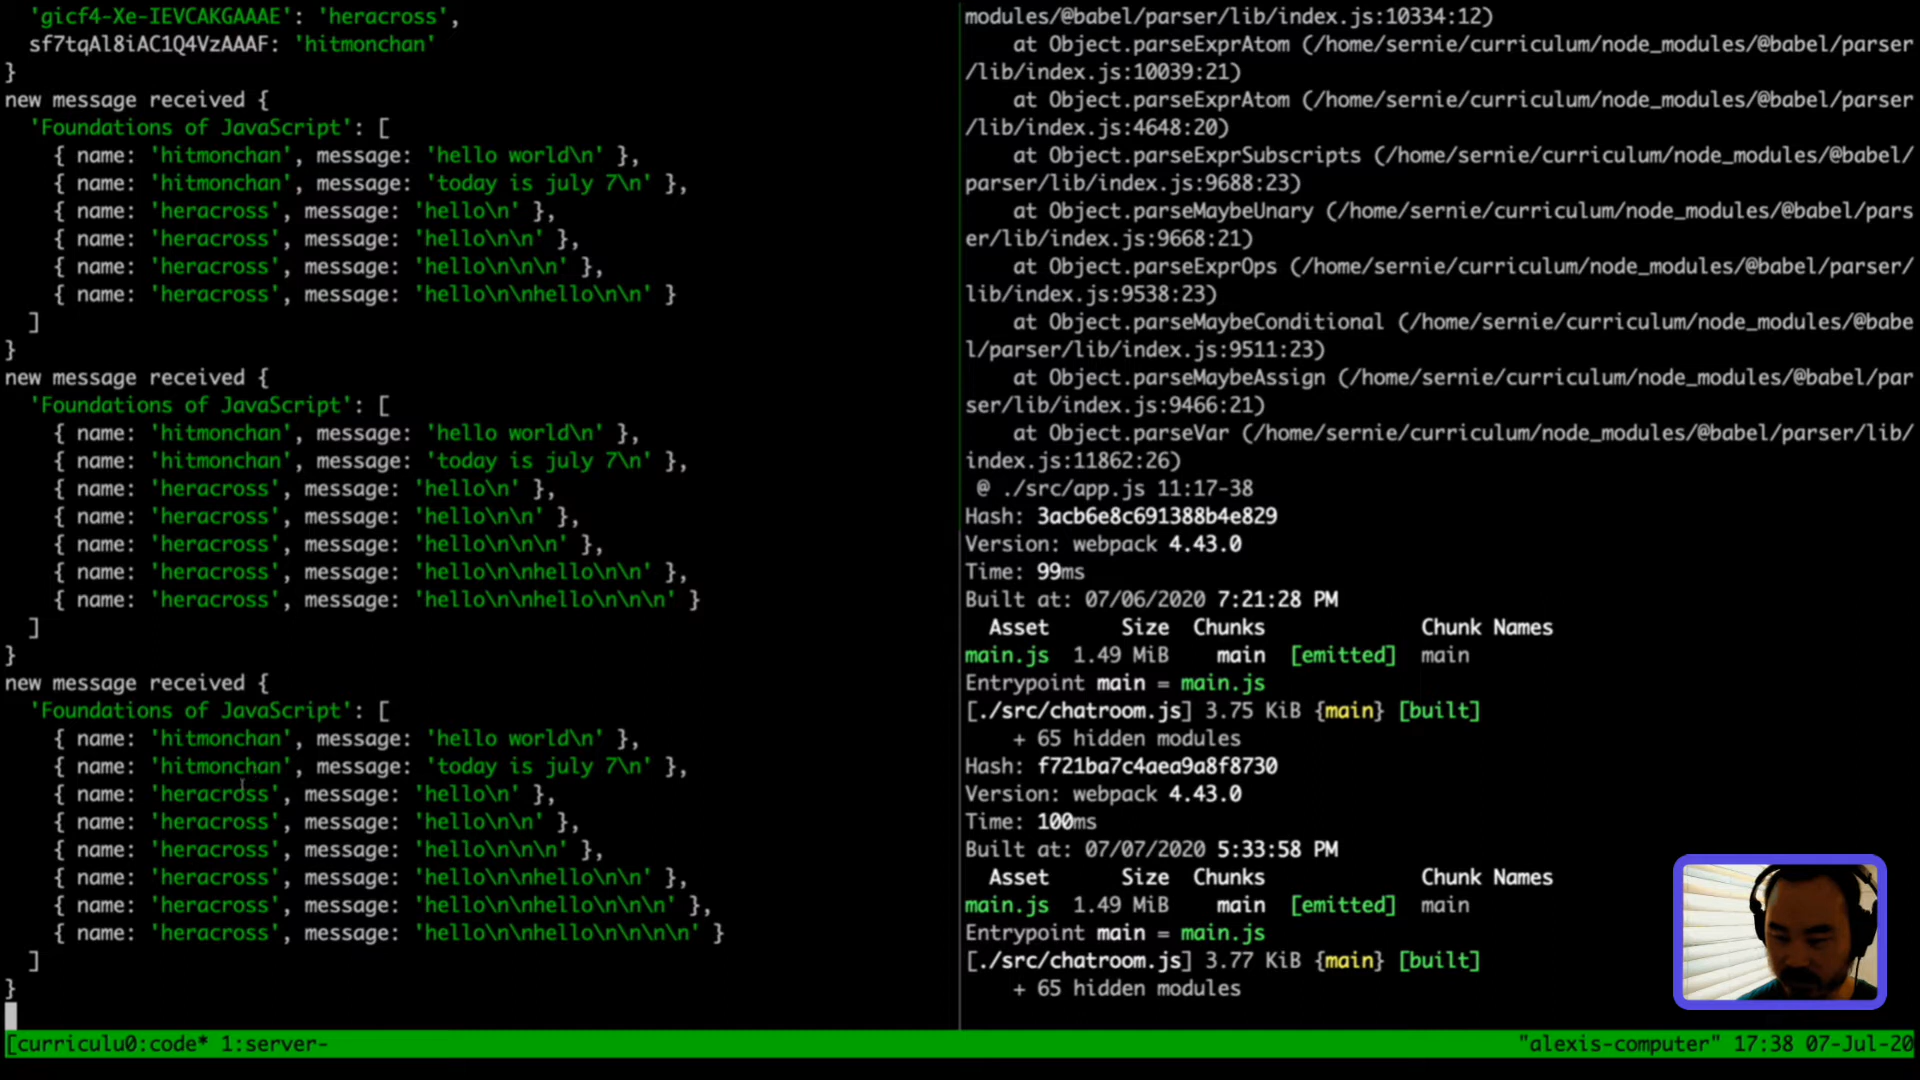 'gicf4-Xe-IEVCAKGAAAE': 'heracross',
sf7tqAl8iAC1Q4VzAAAF: 'hitmonchan'
}
new message received {
'Foundations of JavaScript': [
{ name: 'hitmonchan', message: 'hello world\n' },
{ name: 'hitmonchan', message: 'today is july 7\n' },
{ name: 'heracross', message: 'hello\n' },
{ name: 'heracross', message: 'hello\n\n' },
{ name: 'heracross', message: 'hello\n\n\n' },
{ name: 'heracross', message: 'hello\n\nhello\n\n' }
]
}
new message received {
'Foundations of JavaScript': [
{ name: 'hitmonchan', message: 'hello world\n' },
{ name: 'hitmonchan', message: 'today is july 7\n' },
{ name: 'heracross', message: 'hello\n' },
{ name: 'heracross', message: 'hello\n\n' },
{ name: 'heracross', message: 'hello\n\n\n' },
{ name: 'heracross', message: 'hello\n\nhello\n\n' },
{ name: 'heracross', message: 'hello\n\nhello\n\n\n' }
]
}
new message received {
'Foundations of JavaScript': [
{ name: 'hitmonchan', message: 'hello world\n' },
{ name: 'hitmonchan', message: 'today is july 7\n' },
{ name: 'heracross', message: 'hello\n' },
{ name: 'heracross', message: 'hello\n\n' },
{ name: 'heracross', message: 'hello\n\n\n' },
{ name: 'heracross', message: 'hello\n\nhello\n\n' },
{ name: 'heracross', message: 'hello\n\nhello\n\n\n' },
{ name: 'heracross', message: 'hello\n\nhello\n\n\n\n' }
]
}
modules/@babel/parser/lib/index.js:10334:12)
at Object.parseExprAtom (/home/sernie/curriculum/node_modules/@babel/parser
/lib/index.js:10039:21)
at Object.parseExprAtom (/home/sernie/curriculum/node_modules/@babel/parser
/lib/index.js:4648:20)
at Object.parseExprSubscripts (/home/sernie/curriculum/node_modules/@babel/
parser/lib/index.js:9688:23)
at Object.parseMaybeUnary (/home/sernie/curriculum/node_modules/@babel/pars
er/lib/index.js:9668:21)
at Object.parseExprOps (/home/sernie/curriculum/node_modules/@babel/parser/
lib/index.js:9538:23)
at Object.parseMaybeConditional (/home/sernie/curriculum/node_modules/@babe
l/parser/lib/index.js:9511:23)
at Object.parseMaybeAssign (/home/sernie/curriculum/node_modules/@babel/par
ser/lib/index.js:9466:21)
at Object.parseVar (/home/sernie/curriculum/node_modules/@babel/parser/lib/
index.js:11862:26)
@ ./src/app.js 11:17-38
Hash: 3acb6e8c691388b4e829
Version: webpack 4.43.0
Time: 99ms
Built at: 07/06/2020 7:21:28 PM
Asset Size Chunks Chunk Names
main.js 1.49 MiB main [emitted] main
Entrypoint main = main.js
[./src/chatroom.js] 3.75 KiB {main} [built]
+ 65 hidden modules
Hash: f721ba7c4aea9a8f8730
Version: webpack 4.43.0
Time: 100ms
Built at: 07/07/2020 5:33:58 PM
Asset Size Chunks Chunk Names
main.js 1.49 MiB main [emitted] main
Entrypoint main = main.js
[./src/chatroom.js] 3.77 KiB {main} [built]
+ 65 hidden modules
[curriculu0:code* 1:server- "alexis-computer" 17:38 07-Jul-20